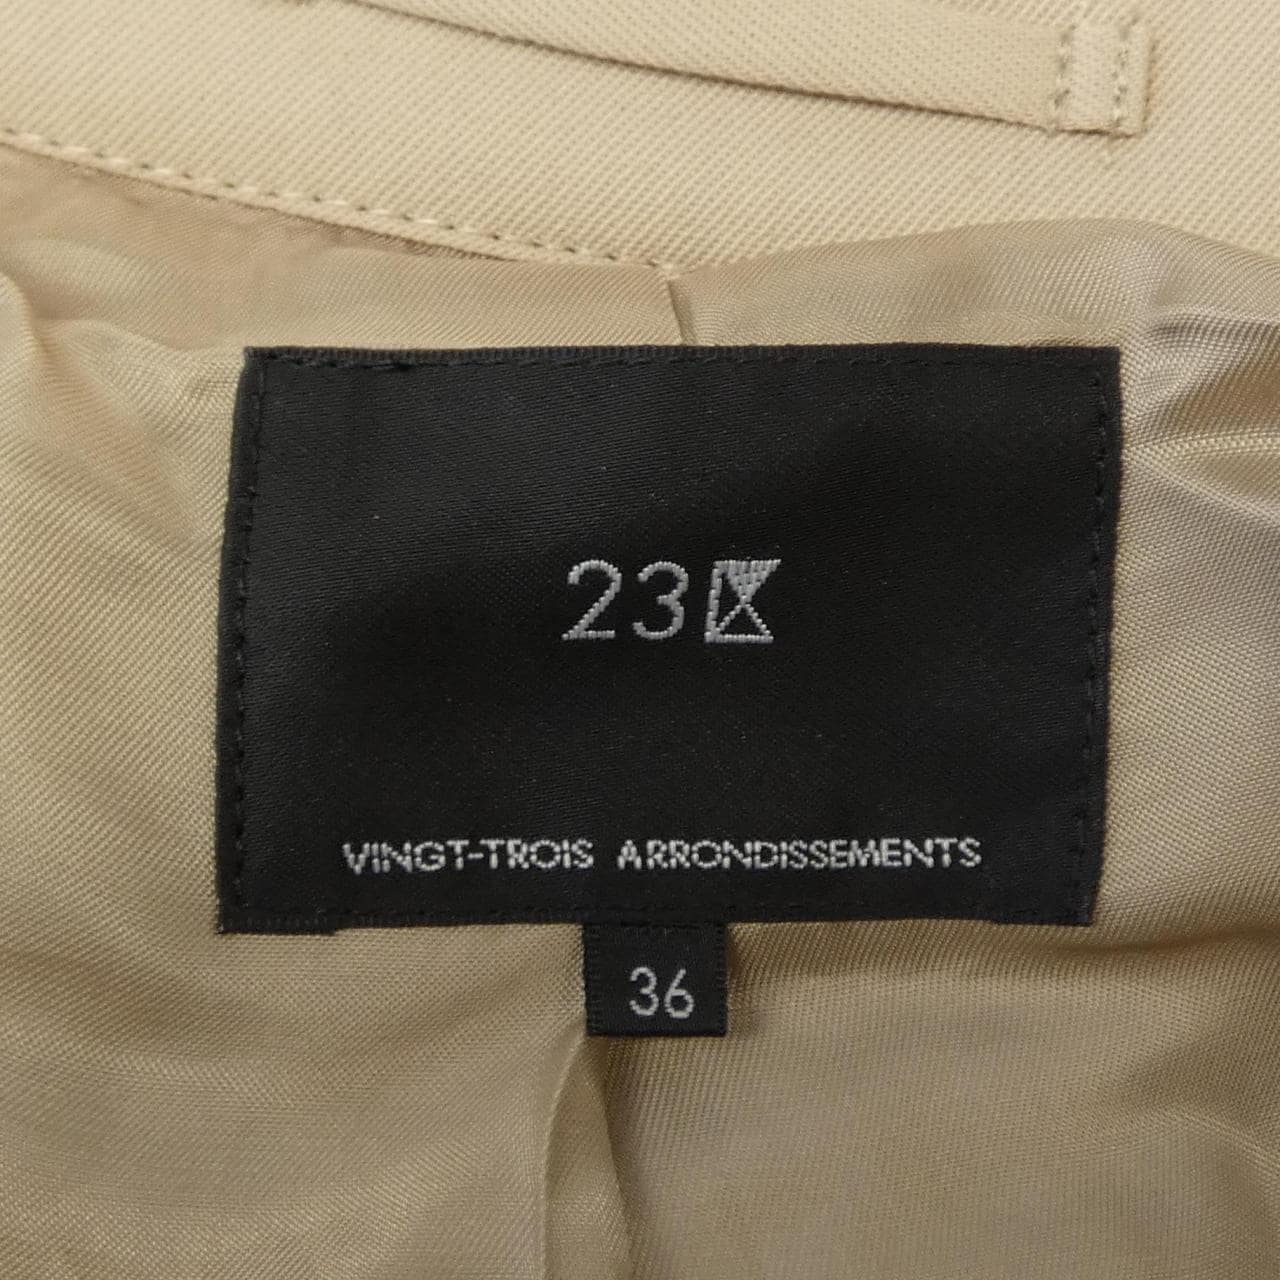 23区
VINGT-TROIS ARRONDISSEMENTS
36